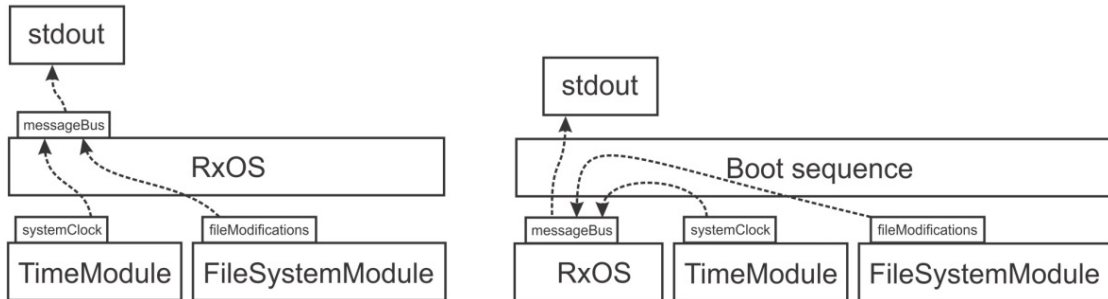 stdout
messageBus
RxOS
systemClock
fileModifications
TimeModule
FileSystemModule
stdout
Boot sequence
messageBus
systemClock
fileModifications
RxOS
TimeModule
FileSystemModule